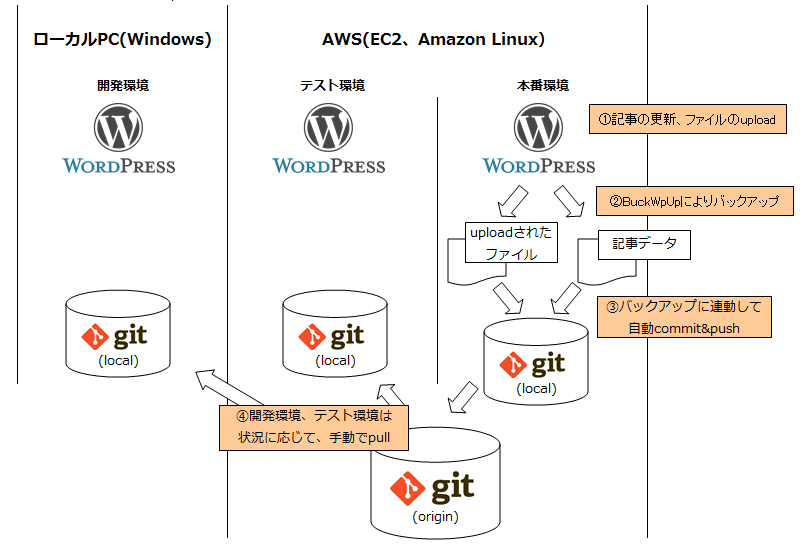 ローカルPC(Windows)
AWS(EC2、Amazon Linux)
開発環境
テスト環境
本番環境
WORDPRESS
WORDPRESS
WORDPRESS
①記事の更新、ファイルのupload
②BuckWpUpによりバックアップ
uploadされた
ファイル
記事データ
③バックアップに連動して
自動commit&push
git
(local)
git
(local)
git
(local)
④開発環境、テスト環境は
状況に応じて、手動でpull
git
(origin)